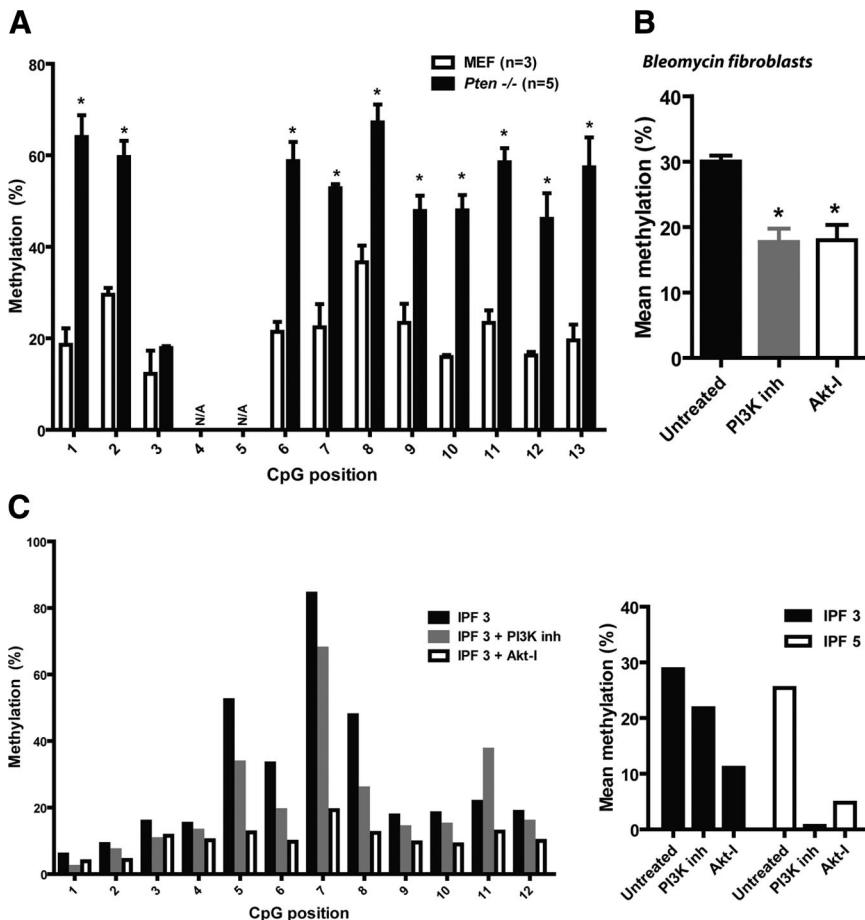 A
MEF (n=3)
Pten -/- (n=5)
Methylation (%)
80
60
40
20
0
* * * * * * * * * *
N/A N/A
1 2 3 4 5 6 7 8 9 10 11 12 13
CpG position
B
Bleomycin fibroblasts
Mean methylation (%)
40
30
20
10
0
* *
Untreated PI3K inh Akt-I
C
IPF 3
IPF 3 + PI3K inh
IPF 3 + Akt-I
Methylation (%)
100
80
60
40
20
0
1 2 3 4 5 6 7 8 9 10 11 12
CpG position
IPF 3
IPF 5
Mean methylation (%)
40
30
20
10
0
Untreated PI3K inh Akt-I Untreated PI3K inh Akt-I